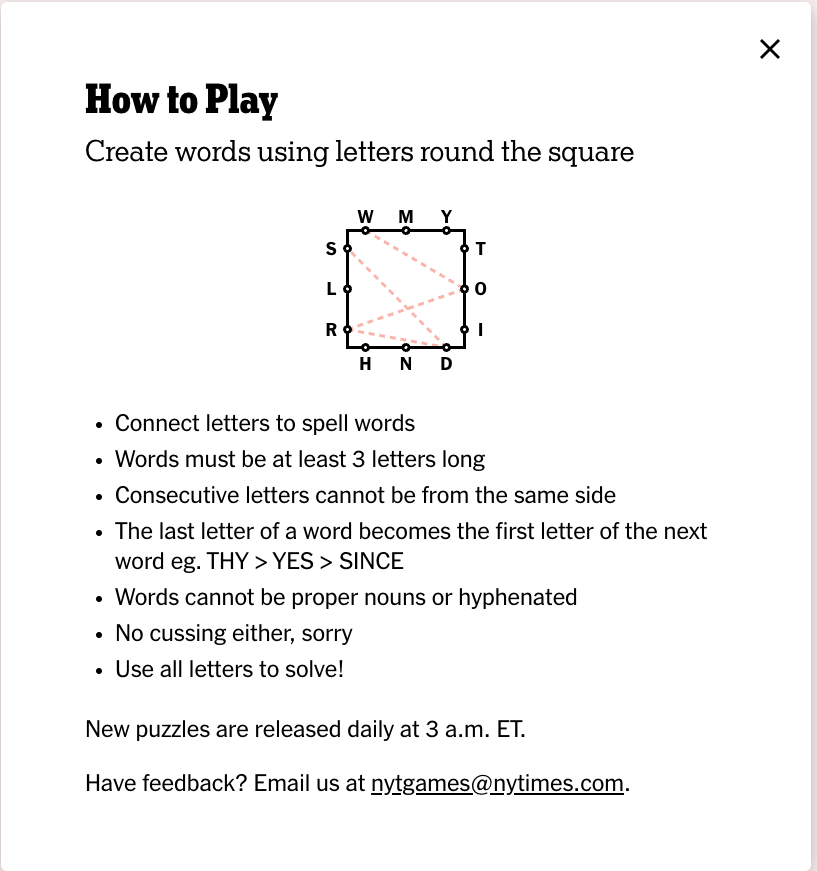 How to Play
Create words using letters round the square
W M Y
S T
L O
R I
H N D
• Connect letters to spell words
• Words must be at least 3 letters long
• Consecutive letters cannot be from the same side
• The last letter of a word becomes the first letter of the next
word eg. THY > YES > SINCE
• Words cannot be proper nouns or hyphenated
• No cussing either, sorry
• Use all letters to solve!
New puzzles are released daily at 3 a.m. ET.
Have feedback? Email us at nytgames@nytimes.com.